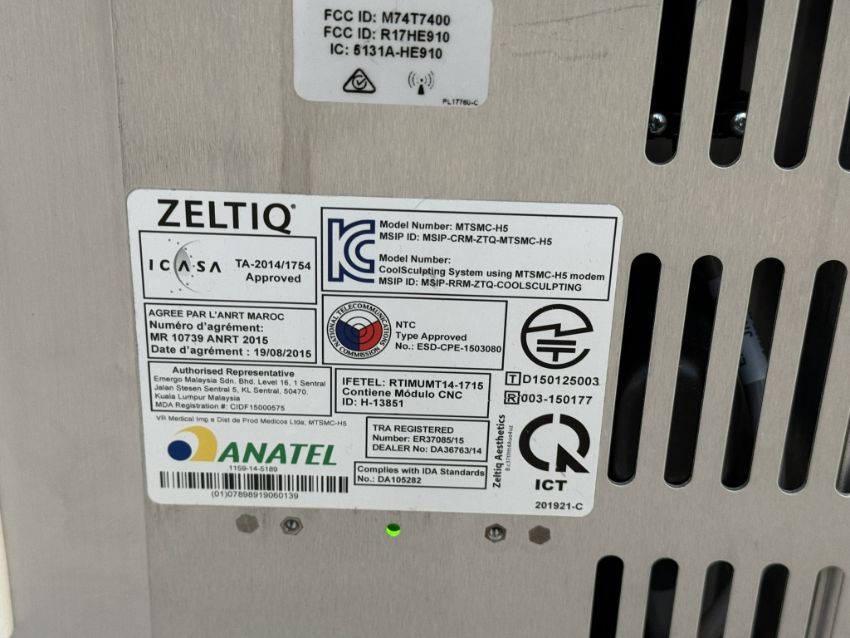 FCC ID: M74T7400
FCC ID: R17HE910
IC: 5131A-HE910
PL17760-C
ZELTIQ®
ICASA
TA-2014/1754
Approved
Model Number: MTSMC-H5
MSIP ID: MSIP-CRM-ZTQ-MTSMC-H5
Model Number:
CoolSculpting System using MTSMC-H5 modem
MSIP ID: MSIP-RRM-ZTQ-COOLSCULPTING
AGREE PAR L'ANRT MAROC
Numéro d'agrément:
MR 10739 ANRT 2015
Date d'agrément : 19/08/2015
NATIONAL TELECOMMUNICATIONS COMMISSION
NTC
Type Approved
No.: ESD-CPE-1503080
Authorised Representative
Emergo Malaysia Sdn. Bhd. Level 16, 1 Sentral
Jalan Stesen Sentral 5, KL Sentral, 50470.
Kuala Lumpur Malaysia
MDA Registration #: CIDF15000575
IFETEL: RTIMUMT14-1715
Contiene Módulo CNC
ID: H-13851
T D150125003
R 003-150177
VR Medical Imp e Dist de Prod Medicos Ltda; MTSMC-H5
ANATEL
1159-14-5189
(01)07898919060139
TRA REGISTERED
Number: ER37085/15
DEALER No: DA36763/14
Complies with IDA Standards
No.: DA105282
Zeltiq Aesthetics
ICT
201921-C